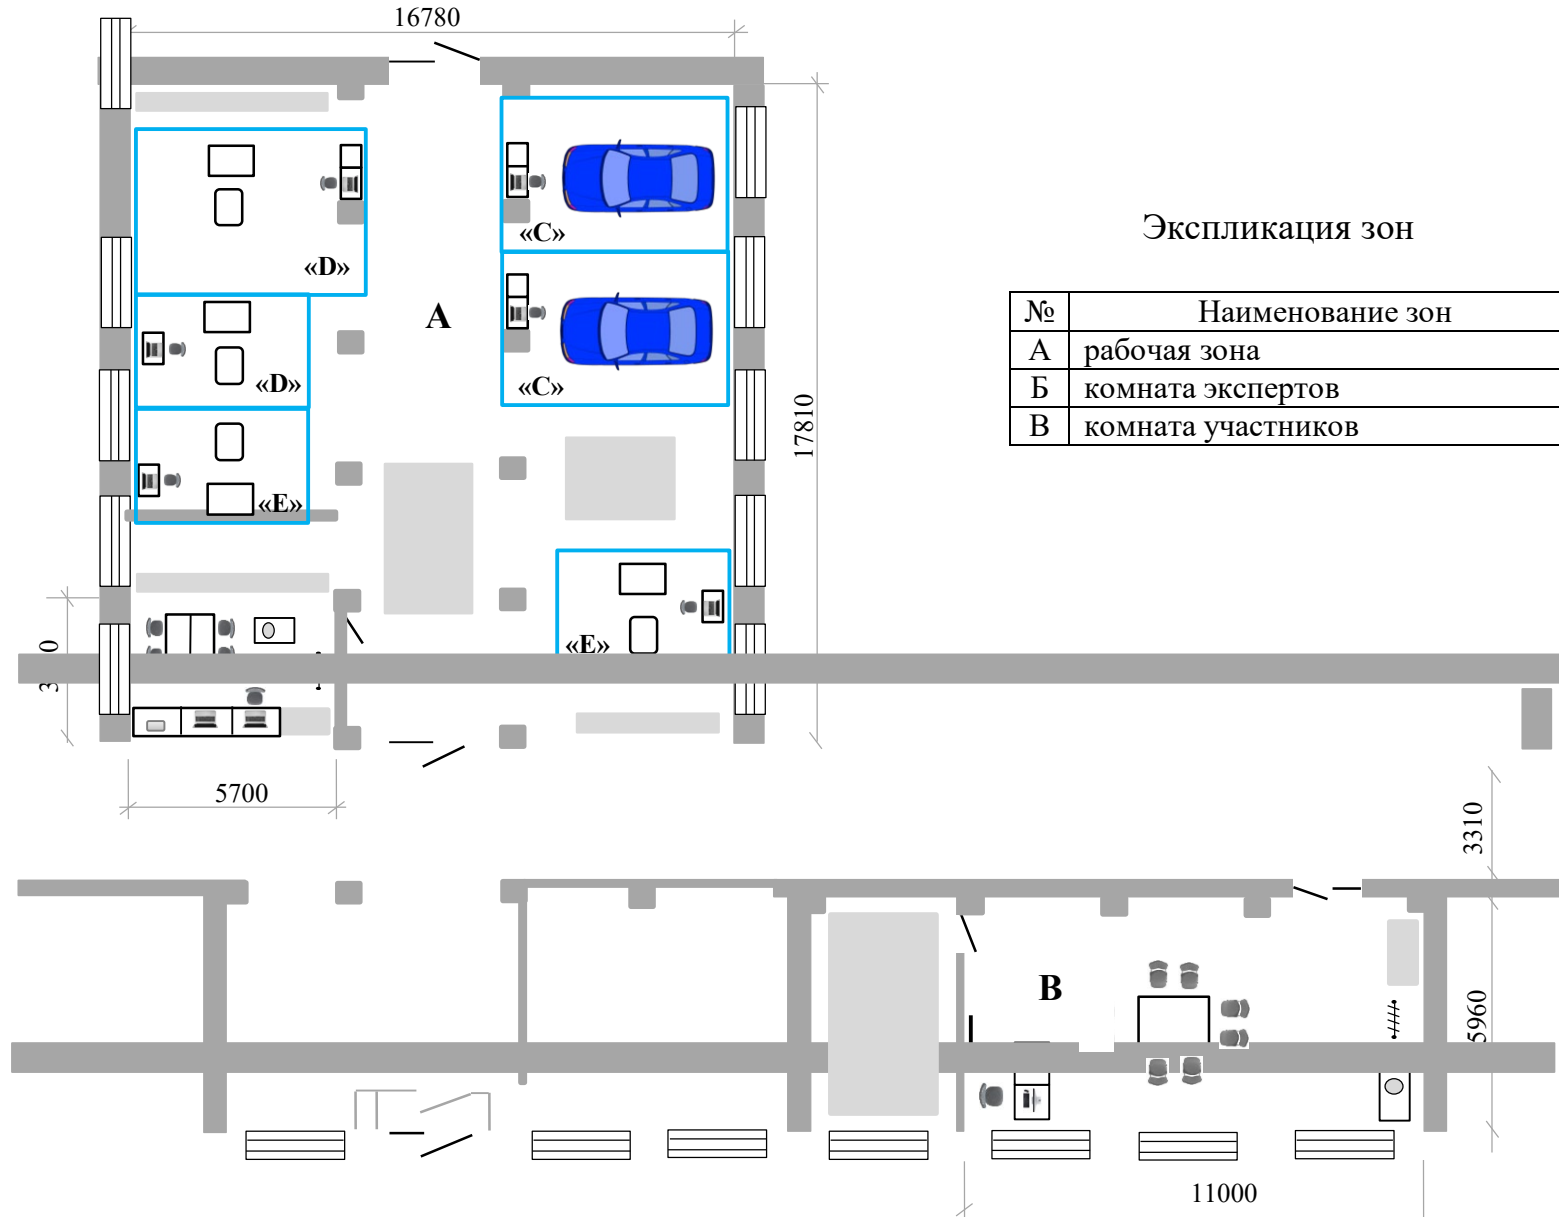 16780
«C»
Экспликация зон
«D»
№ Наименование зон
А рабочая зона
Б комната экспертов
В комната участников
А
«D»
«C»
17810
«E»
«E»
5700
3310
В
5960
11000